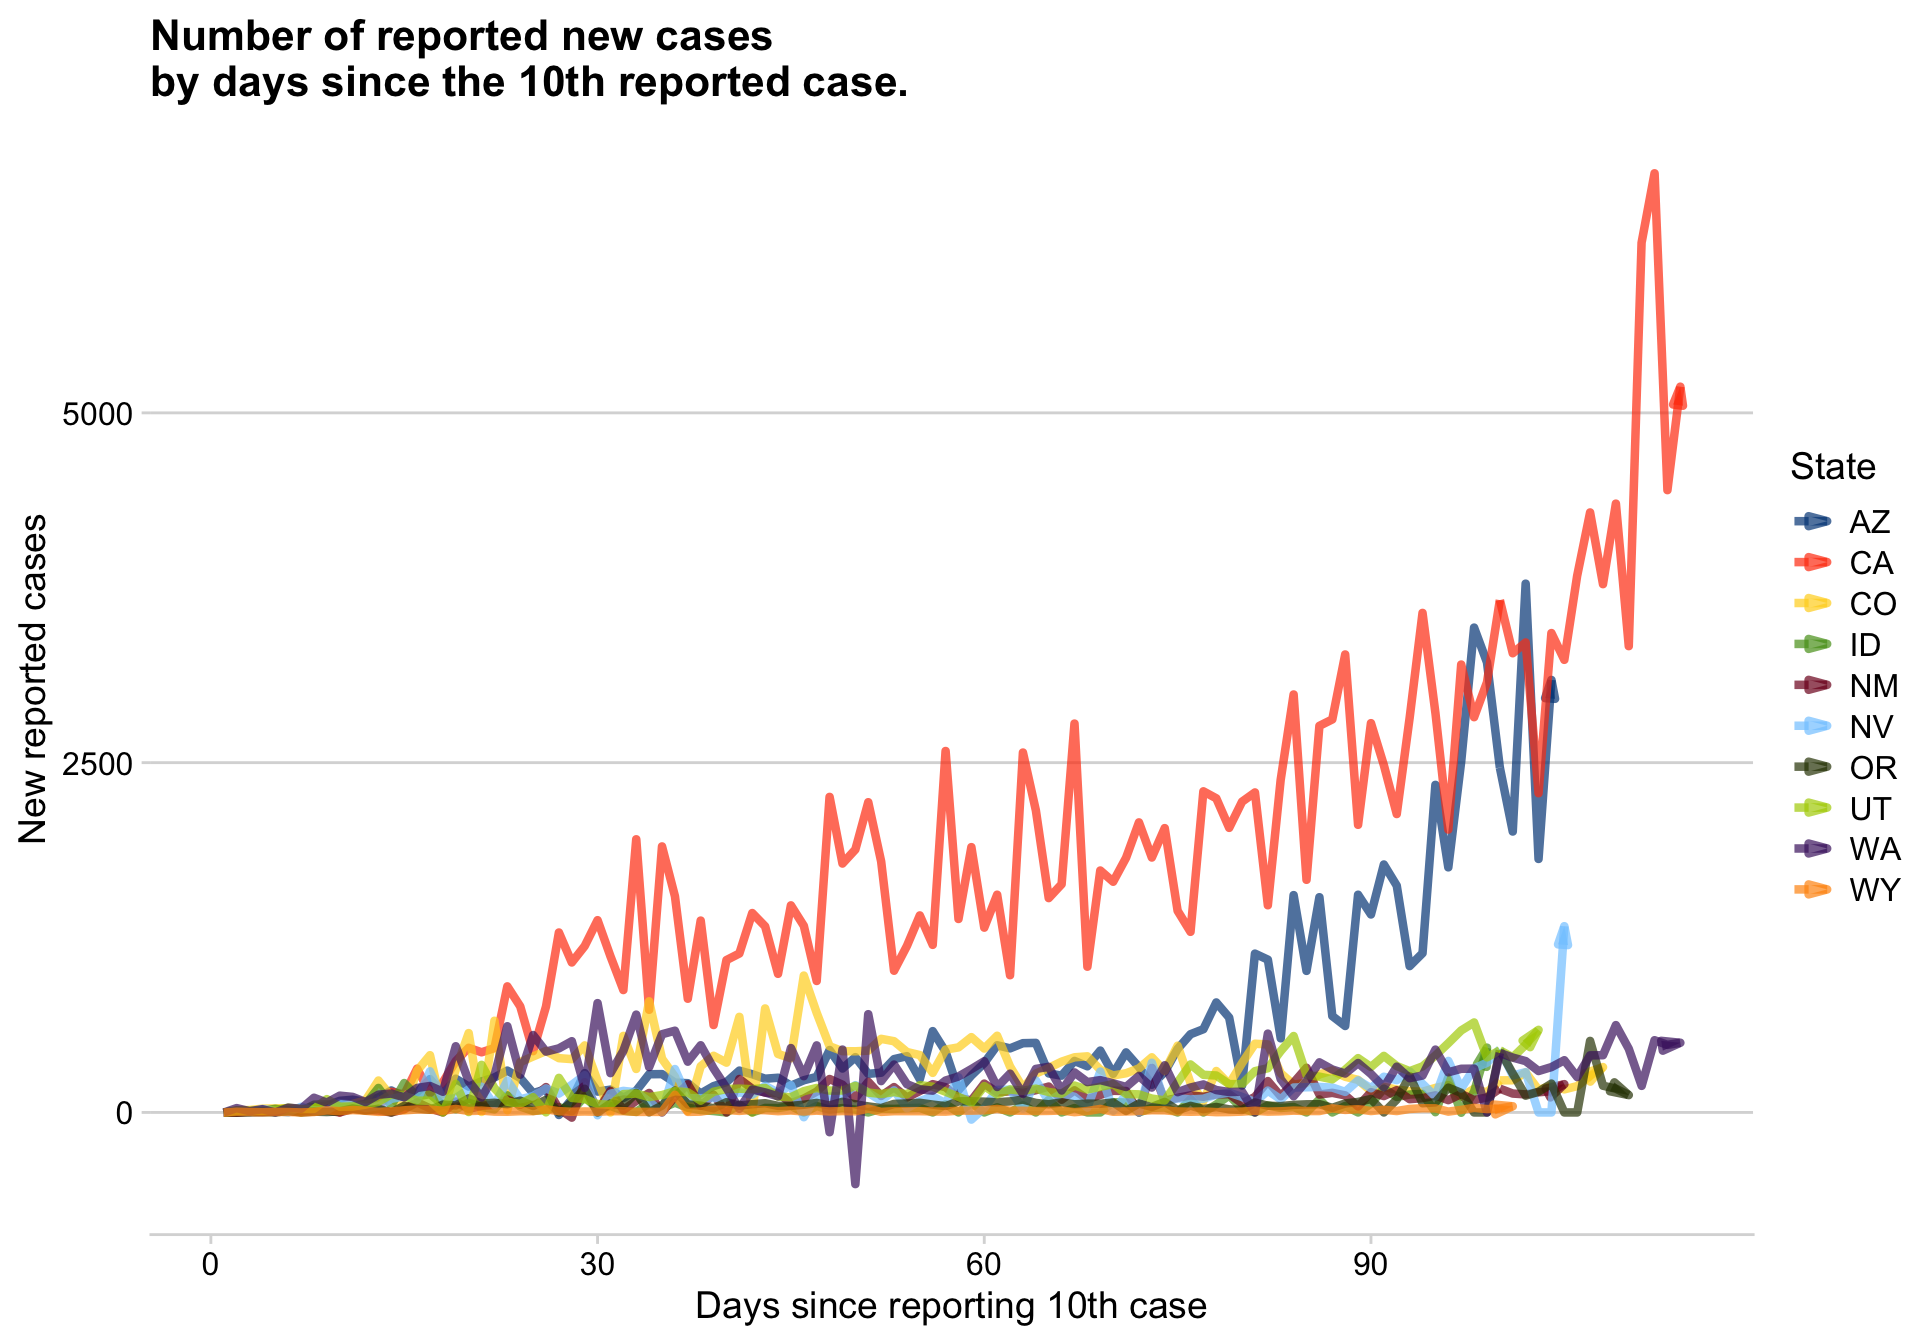 Number of reported new cases
by days since the 10th reported case.
New reported cases
5000
2500
0
0
30
60
90
Days since reporting 10th case
State
AZ
CA
CO
ID
NM
NV
OR
UT
WA
WY